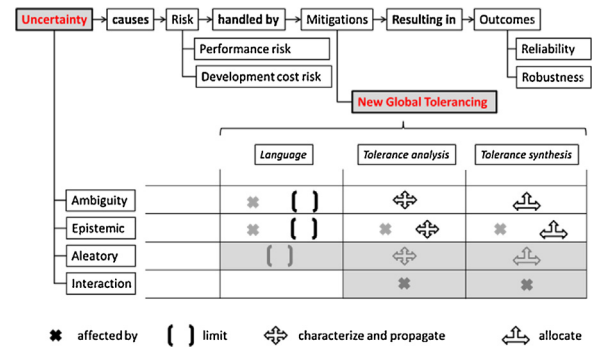 Uncertainty causes Risk handled by Mitigations Resulting in Outcomes
Performance risk Reliability
Development cost risk Robustness
New Global Tolerancing
Language Tolerance analysis Tolerance synthesis
Ambiguity
Epistemic
Aleatory
Interaction
affected by limit characterize and propagate allocate